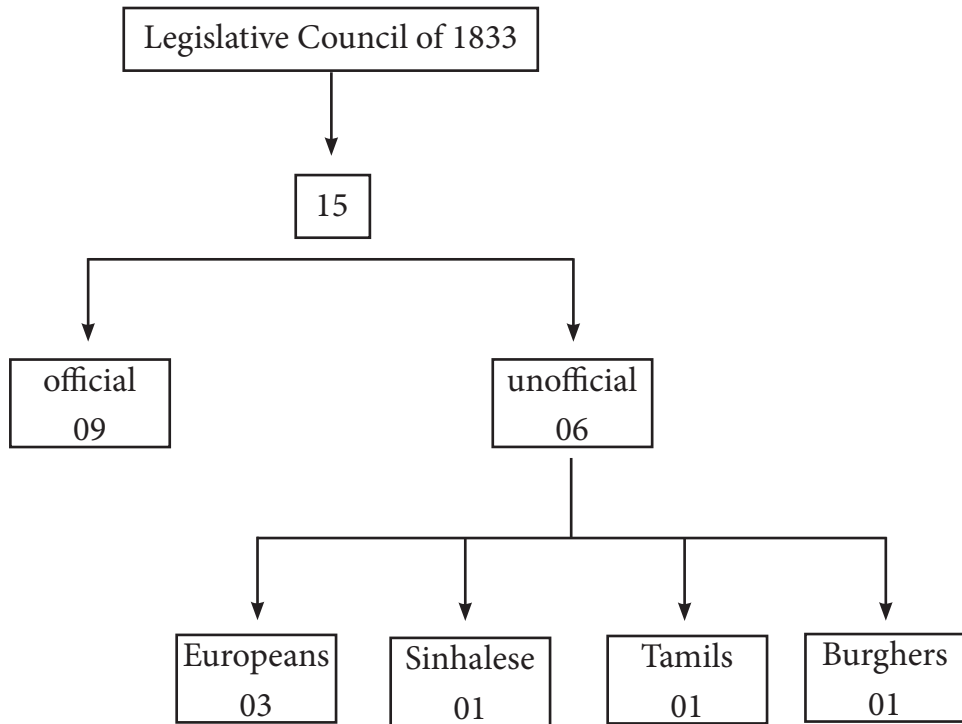 Legislative Council of 1833
15
official
09
unofficial
06
Europeans
03
Sinhalese
01
Tamils
01
Burghers
01